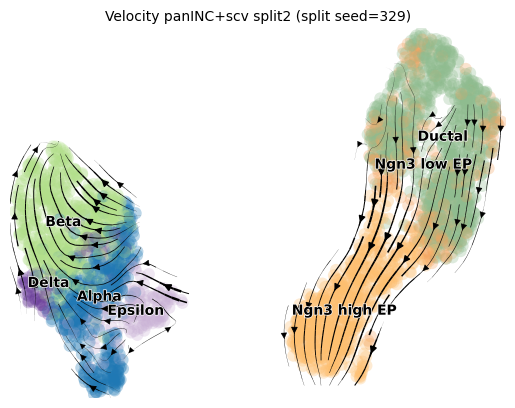 Velocity panINC+scv split2 (split seed=329)
Ductal
Ngn3 low EP
Beta
Delta
Alpha
Epsilon
Ngn3 high EP